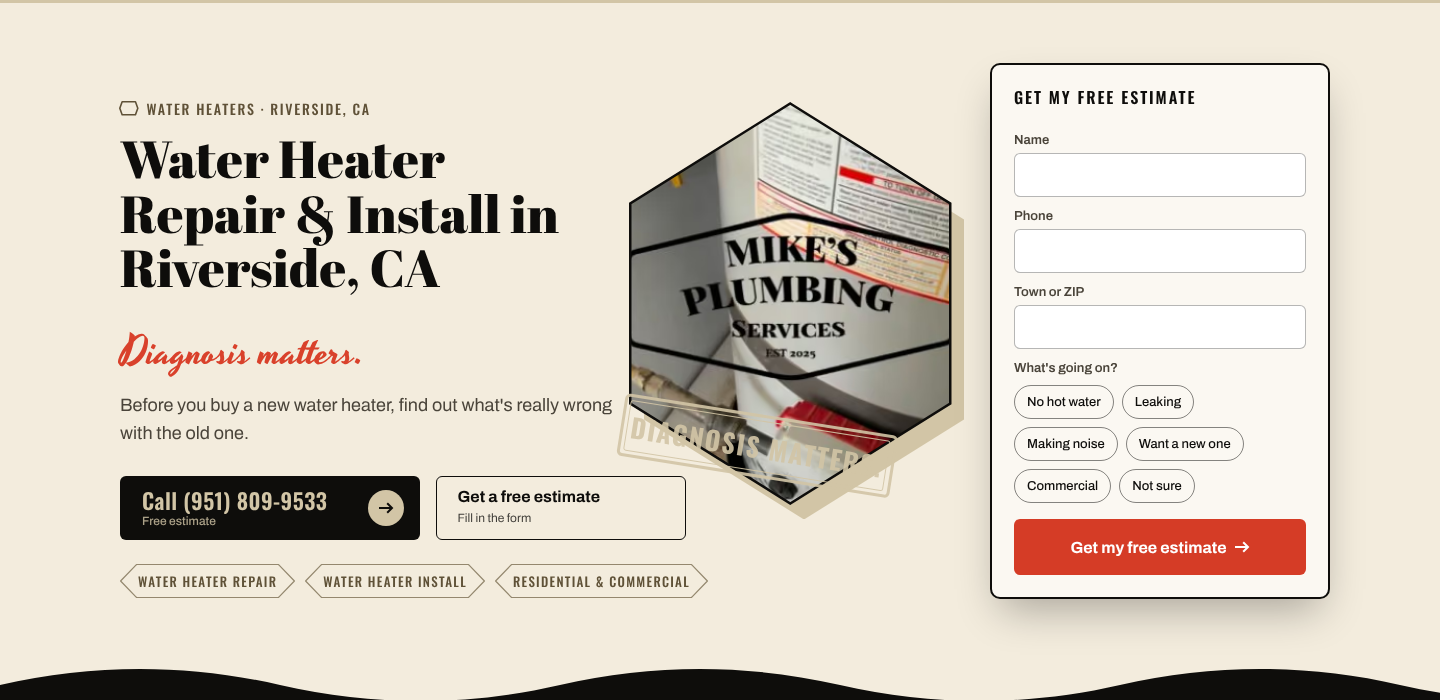 WATER HEATERS · RIVERSIDE, CA
Water Heater
Repair & Install in
Riverside, CA
Diagnosis matters.
Before you buy a new water heater, find out what's really wrong
with the old one.
Call (951) 809-9533
Free estimate
Get a free estimate
Fill in the form
WATER HEATER REPAIR
WATER HEATER INSTALL
RESIDENTIAL & COMMERCIAL
TO TURN OFF
MIKE'S
PLUMBING
SERVICES
EST 2025
DIAGNOSIS MATTERS
GET MY FREE ESTIMATE
Name
Phone
Town or ZIP
What's going on?
No hot water
Leaking
Making noise
Want a new one
Commercial
Not sure
Get my free estimate